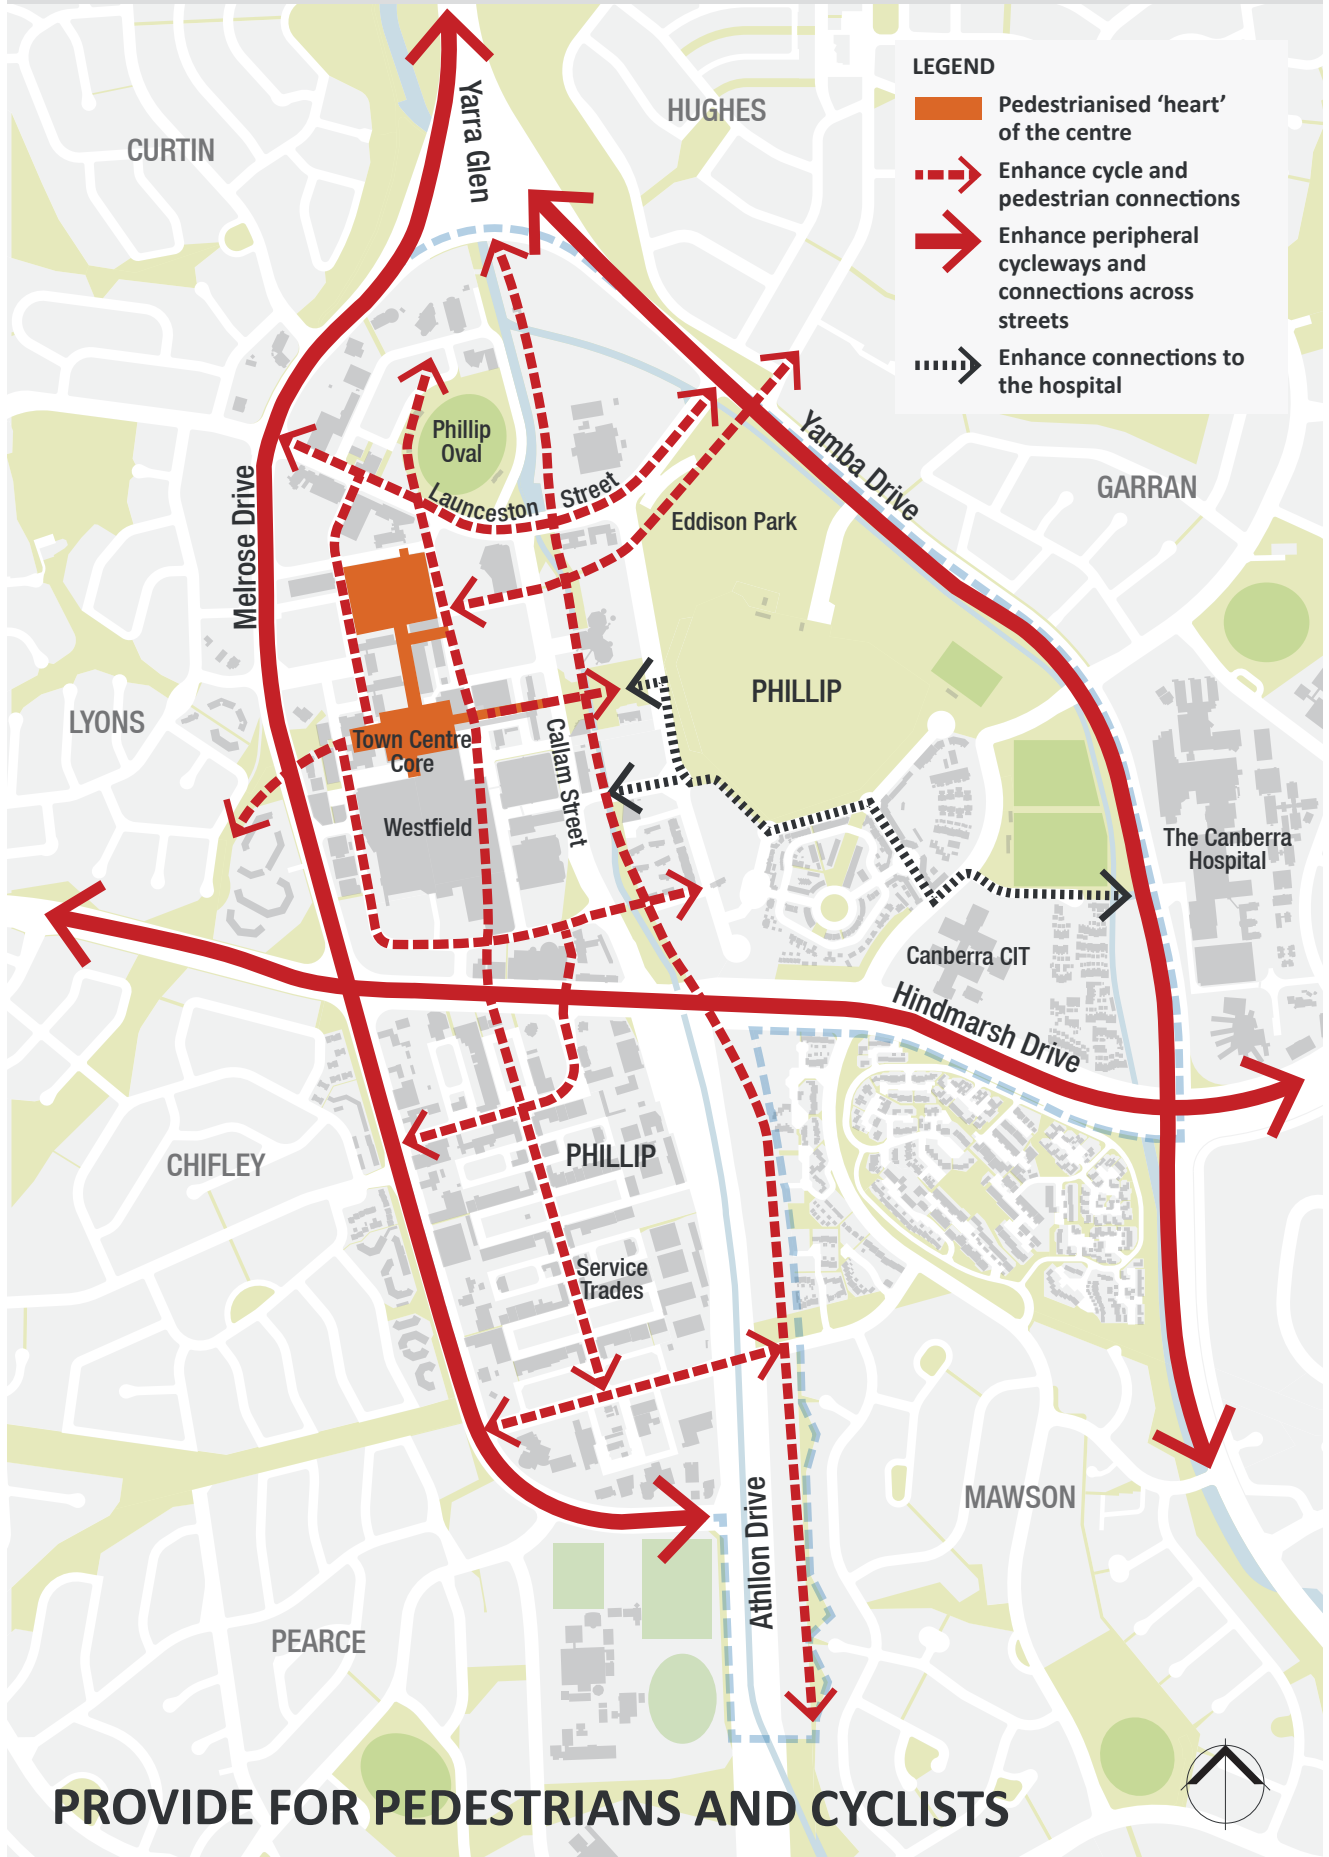 LEGEND
Pedestrianised ‘heart’
of the centre
Enhance cycle and
pedestrian connections
Enhance peripheral
cycleways and
connections across
streets
Enhance connections to
the hospital
HUGHES
CURTIN
Yarra Glen
Phillip
Oval
Launceston Street
Melrose Drive
Yamba Drive
GARRAN
Eddison Park
PHILLIP
LYONS
Town Centre
Core
Callam Street
Westfield
The Canberra
Hospital
Canberra CIT
Hindmarsh Drive
CHIFLEY
PHILLIP
Service
Trades
Athllon Drive
MAWSON
PEARCE
PROVIDE FOR PEDESTRIANS AND CYCLISTS